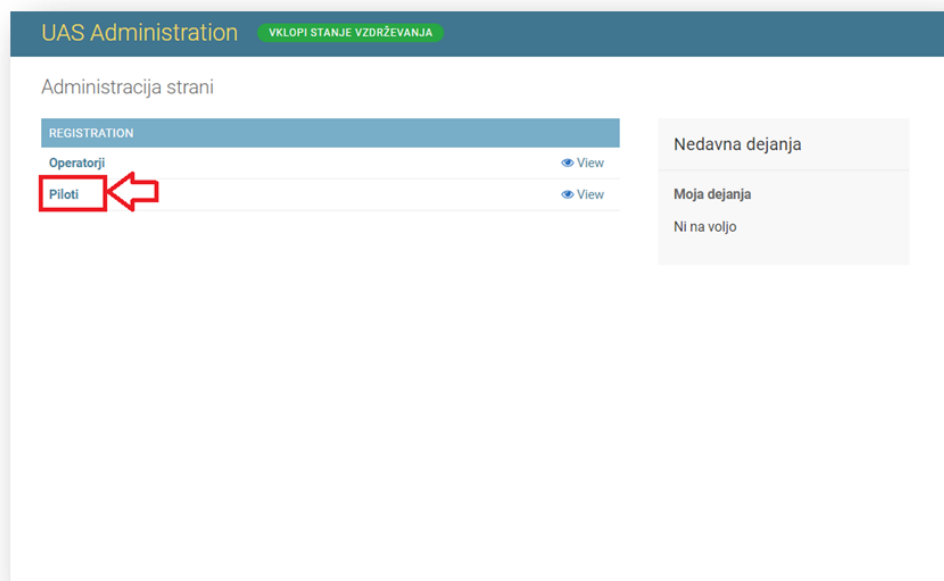 UAS Administration VKLOPI STANJE VZDRŽEVANJA
Administracija strani
REGISTRATION
Operatorji View
Piloti View
Nedavna dejanja
Moja dejanja
Ni na voljo